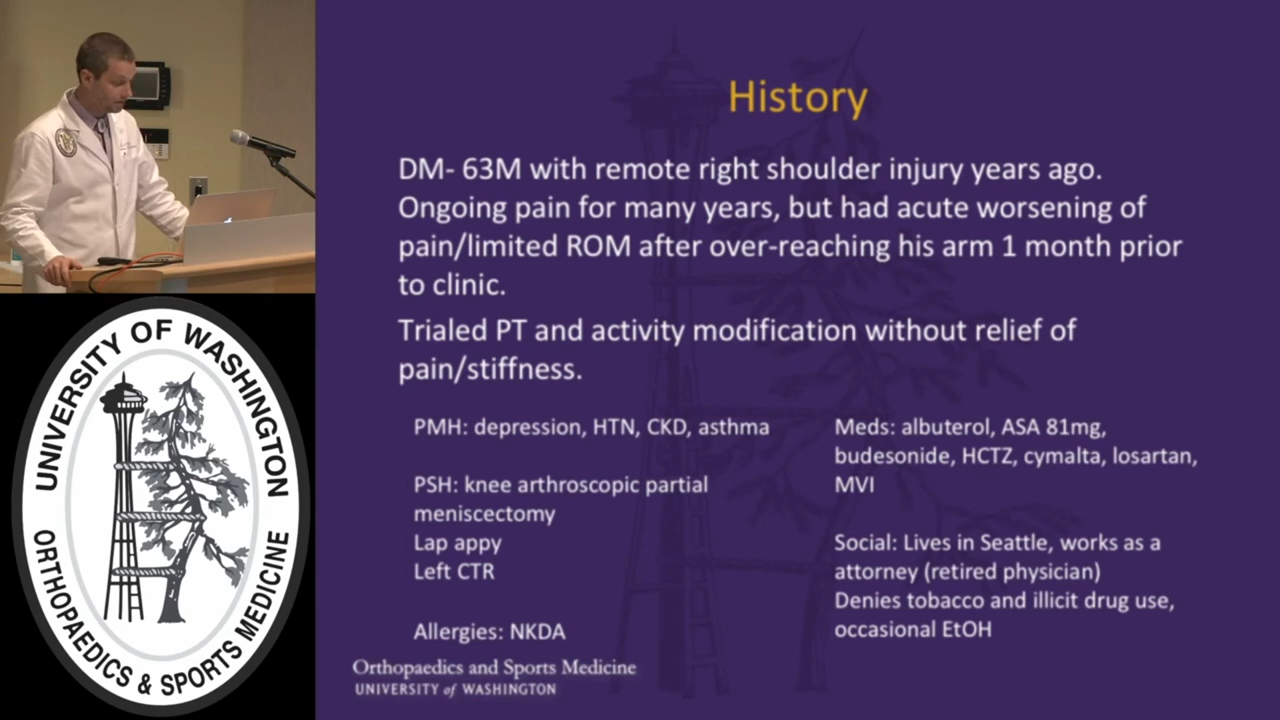 History
DM- 63M with remote right shoulder injury years ago.
Ongoing pain for many years, but had acute worsening of
pain/limited ROM after over-reaching his arm 1 month prior
to clinic.
Trialed PT and activity modification without relief of
pain/stiffness.
PMH: depression, HTN, CKD, asthma
PSH: knee arthroscopic partial
meniscectomy
Lap appy
Left CTR
Allergies: NKDA
Meds: albuterol, ASA 81mg,
budesonide, HCTZ, cymalta, losartan,
MVI
Social: Lives in Seattle, works as a
attorney (retired physician)
Denies tobacco and illicit drug use,
occasional EtOH
Orthopaedics and Sports Medicine
UNIVERSITY of WASHINGTON
UNIVERSITY OF WASHINGTON
ORTHOPAEDICS & SPORTS MEDICINE